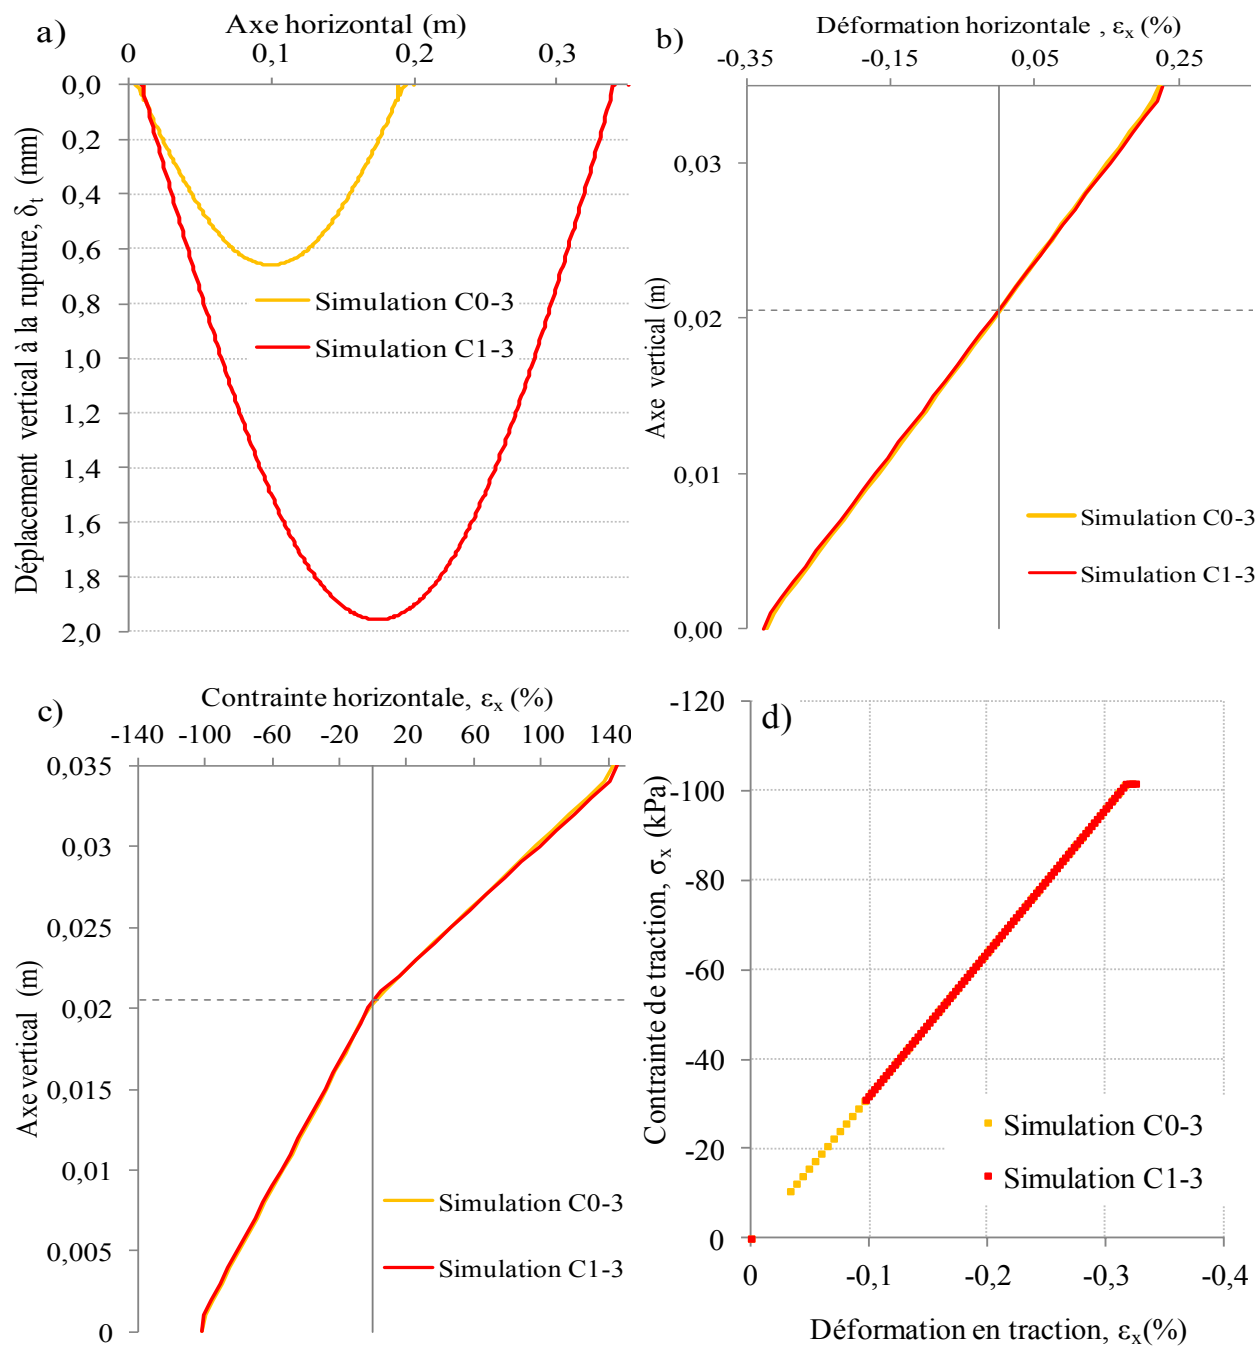 a)
Axe horizontal (m)
0 0,1 0,2 0,3
Déplacement vertical à la rupture, δt (mm)
0,0
0,2
0,4
0,6
0,8
1,0
1,2
1,4
1,6
1,8
2,0
Simulation C0-3
Simulation C1-3
b)
Déformation horizontale , εx (%)
-0,35 -0,15 0,05 0,25
Axe vertical (m)
0,03
0,02
0,01
0,00
Simulation C0-3
Simulation C1-3
c)
Contrainte horizontale, εx (%)
-140 -100 -60 -20 20 60 100 140
Axe vertical (m)
0,035
0,03
0,025
0,02
0,015
0,01
0,005
0
Simulation C0-3
Simulation C1-3
d)
Contrainte de traction, σx (kPa)
-120
-100
-80
-60
-40
-20
0
Simulation C0-3
Simulation C1-3
0 -0,1 -0,2 -0,3 -0,4
Déformation en traction, εx(%)